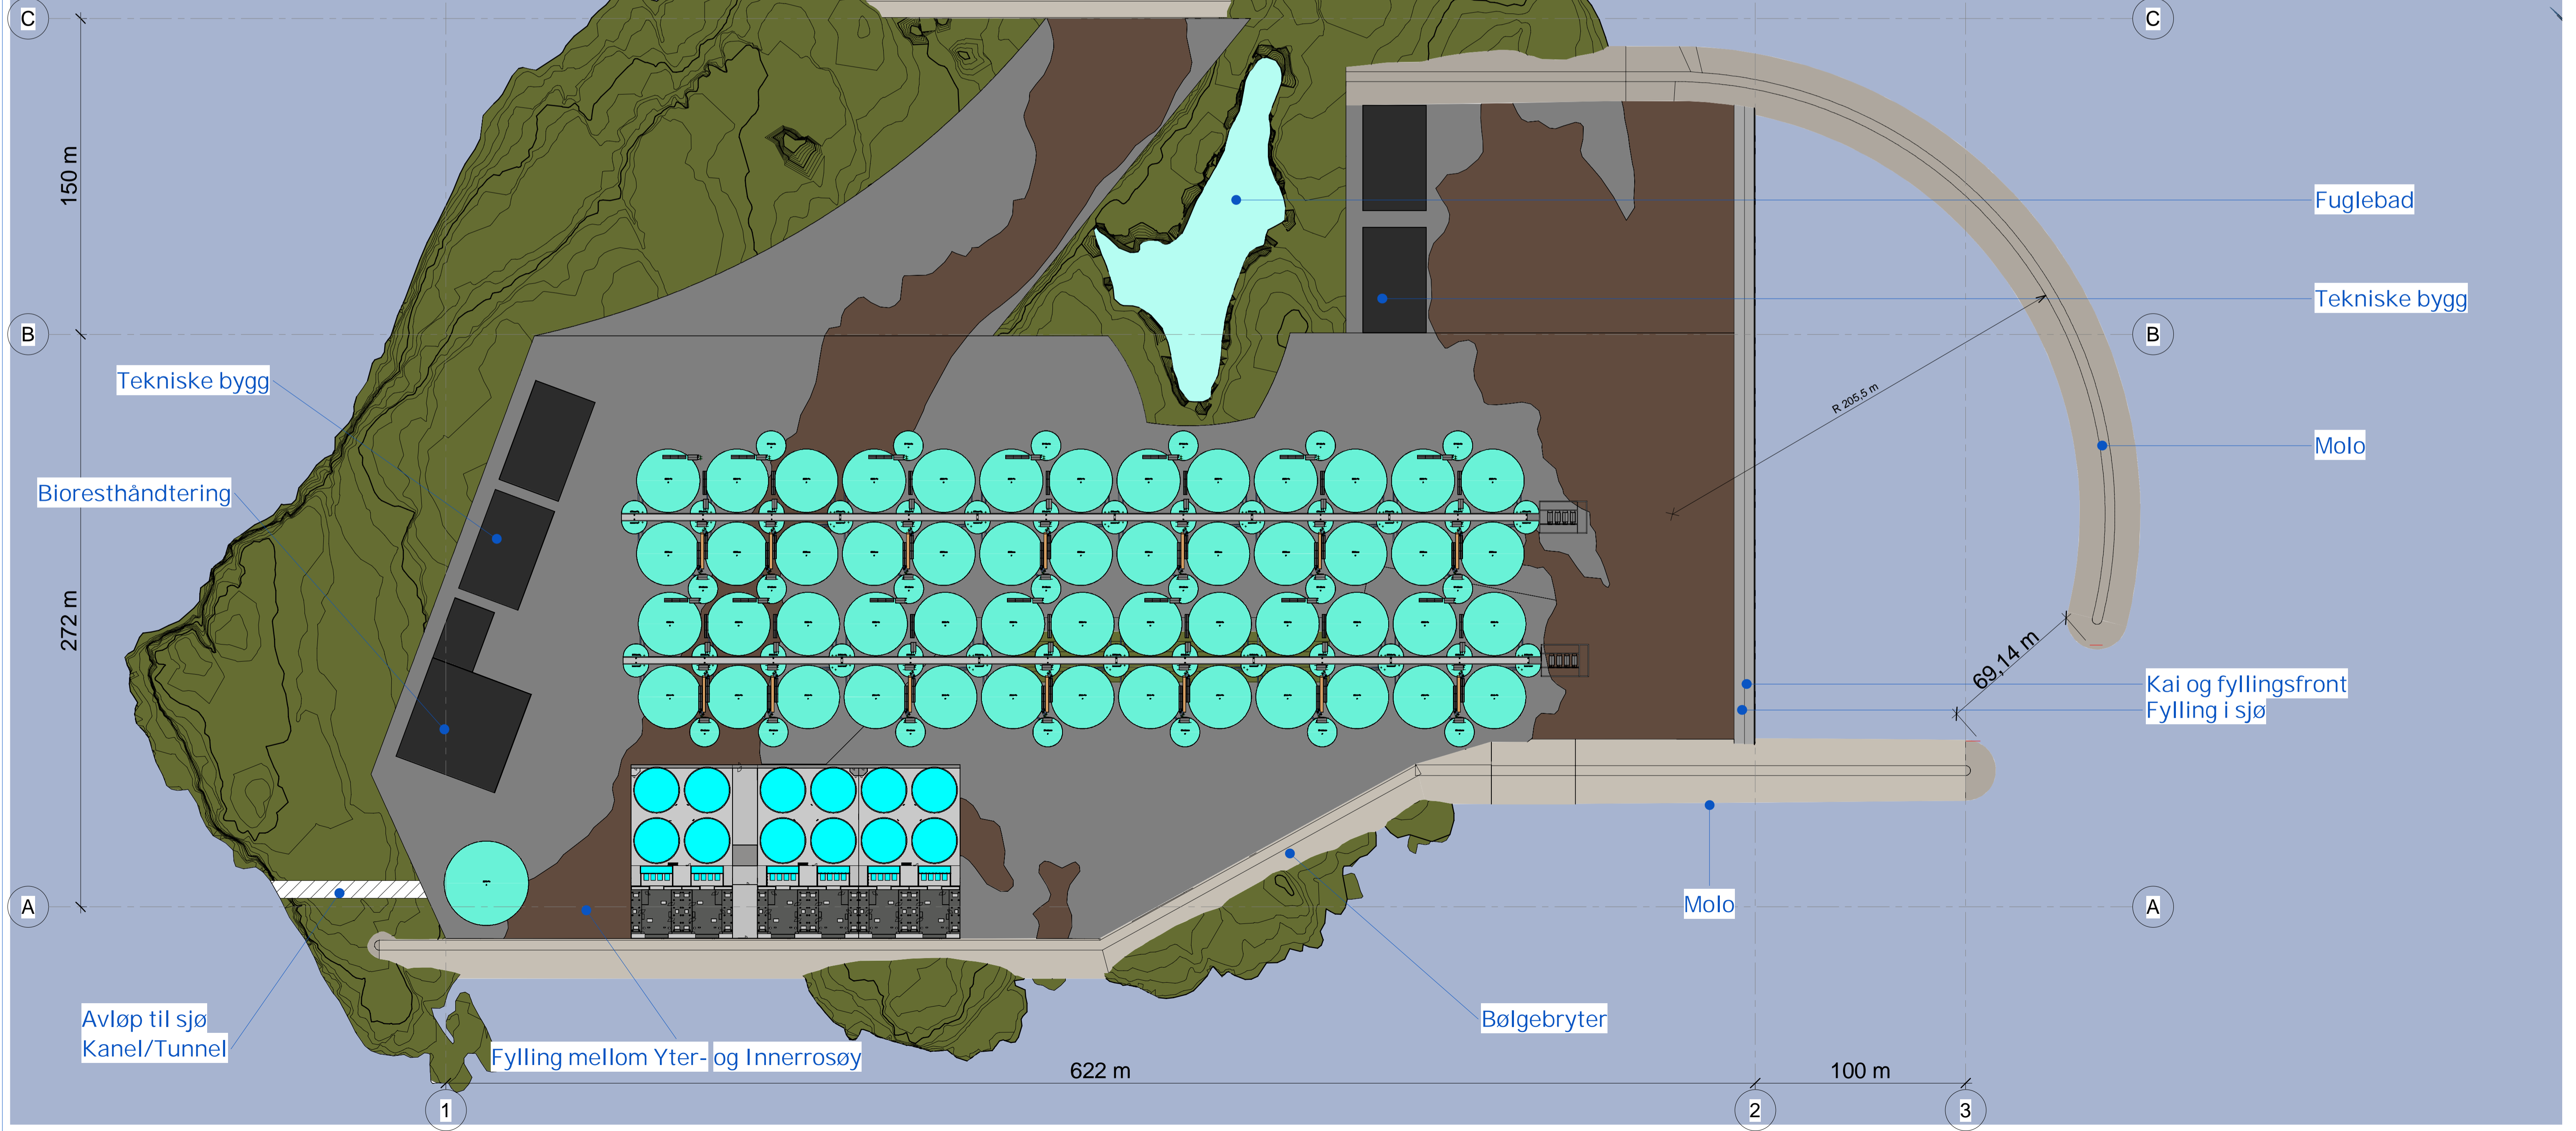 C
C
150 m
Fuglebad
Tekniske bygg
B
B
Tekniske bygg
R 205,5 m
Molo
Bioresthåndtering
272 m
69,14 m
Kai og fyllingsfront
Fylling i sjø
A
Molo
A
Avløp til sjø
Kanel/Tunnel
Bølgebryter
Fylling mellom Yter- og Innerrosøy
622 m
100 m
1
2
3